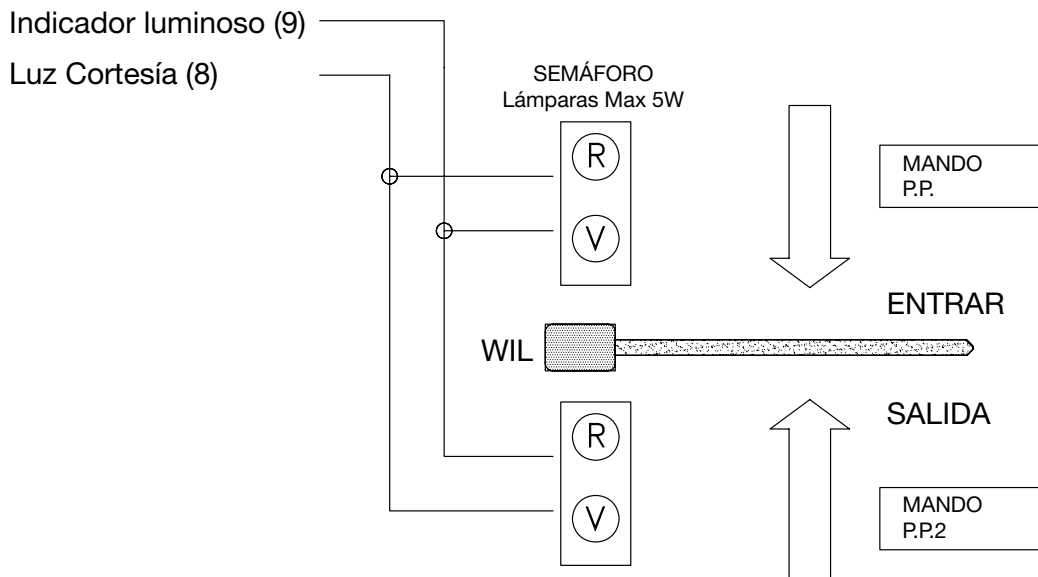 Indicador luminoso (9)
Luz Cortesía (8)
SEMÁFORO
Lámparas Max 5W
R
V
MANDO
P.P.
ENTRAR
WIL
SALIDA
R
V
MANDO
P.P.2